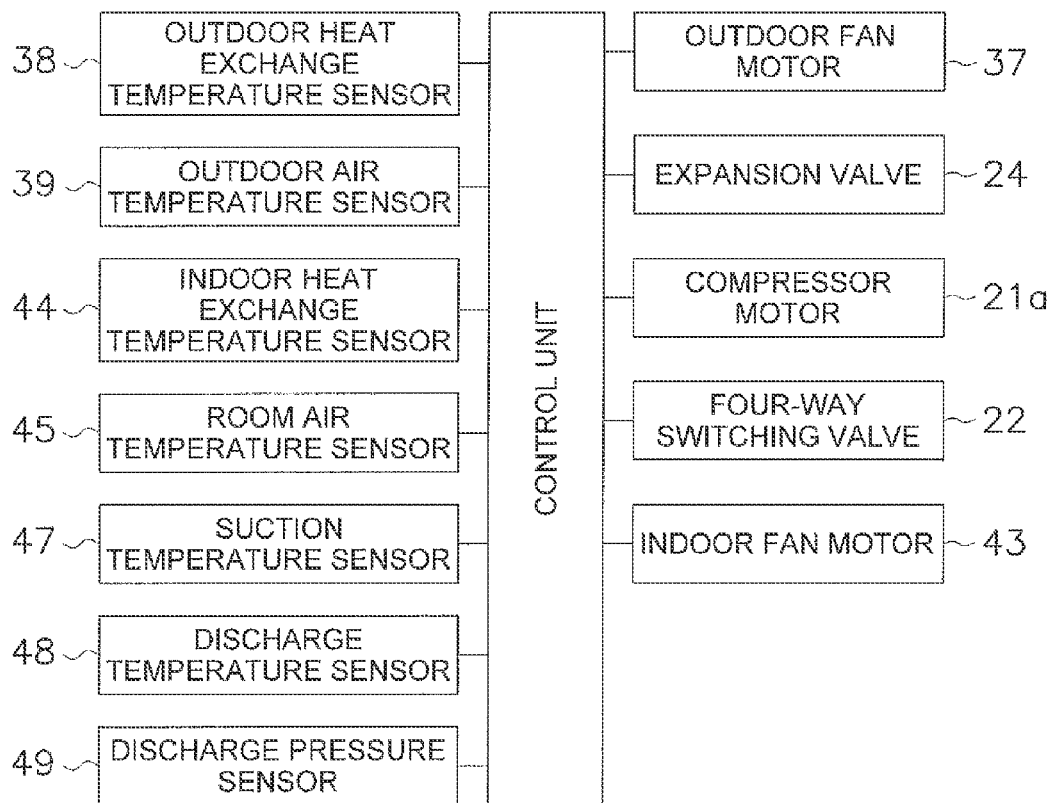 38
OUTDOOR HEAT
EXCHANGE
TEMPERATURE SENSOR
39
OUTDOOR AIR
TEMPERATURE SENSOR
44
INDOOR HEAT
EXCHANGE
TEMPERATURE SENSOR
45
ROOM AIR
TEMPERATURE SENSOR
47
SUCTION
TEMPERATURE SENSOR
48
DISCHARGE
TEMPERATURE SENSOR
49
DISCHARGE PRESSURE
SENSOR
CONTROL UNIT
OUTDOOR FAN
MOTOR
37
EXPANSION VALVE
24
COMPRESSOR
MOTOR
21a
FOUR-WAY
SWITCHING VALVE
22
INDOOR FAN MOTOR
43